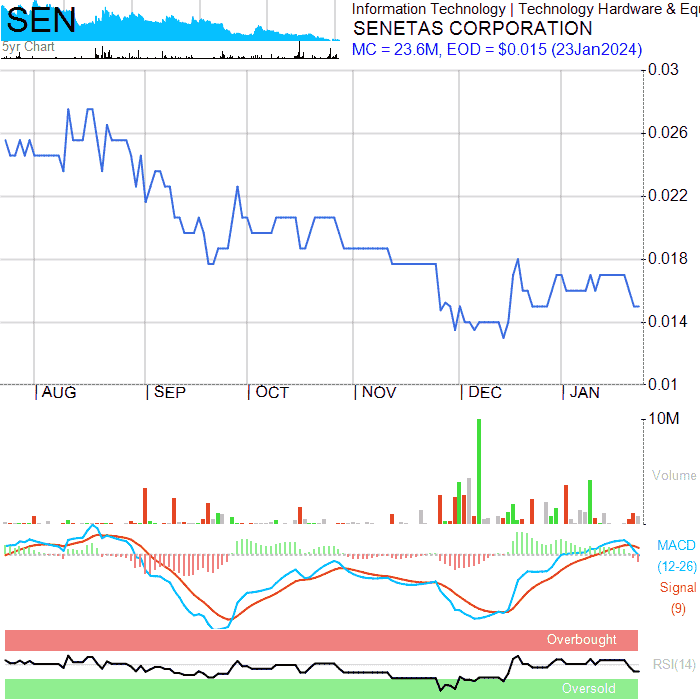 SEN
Information Technology | Technology Hardware & Equ
SENETAS CORPORATION
5yr Chart
MC = 23.6M, EOD = $0.015 (23Jan2024)
0.03
0.026
0.022
0.018
0.014
0.01
| AUG | SEP | OCT | NOV | DEC | JAN
10M
Volume
MACD
(12-26)
Signal
(9)
Overbought
RSI(14)
Oversold